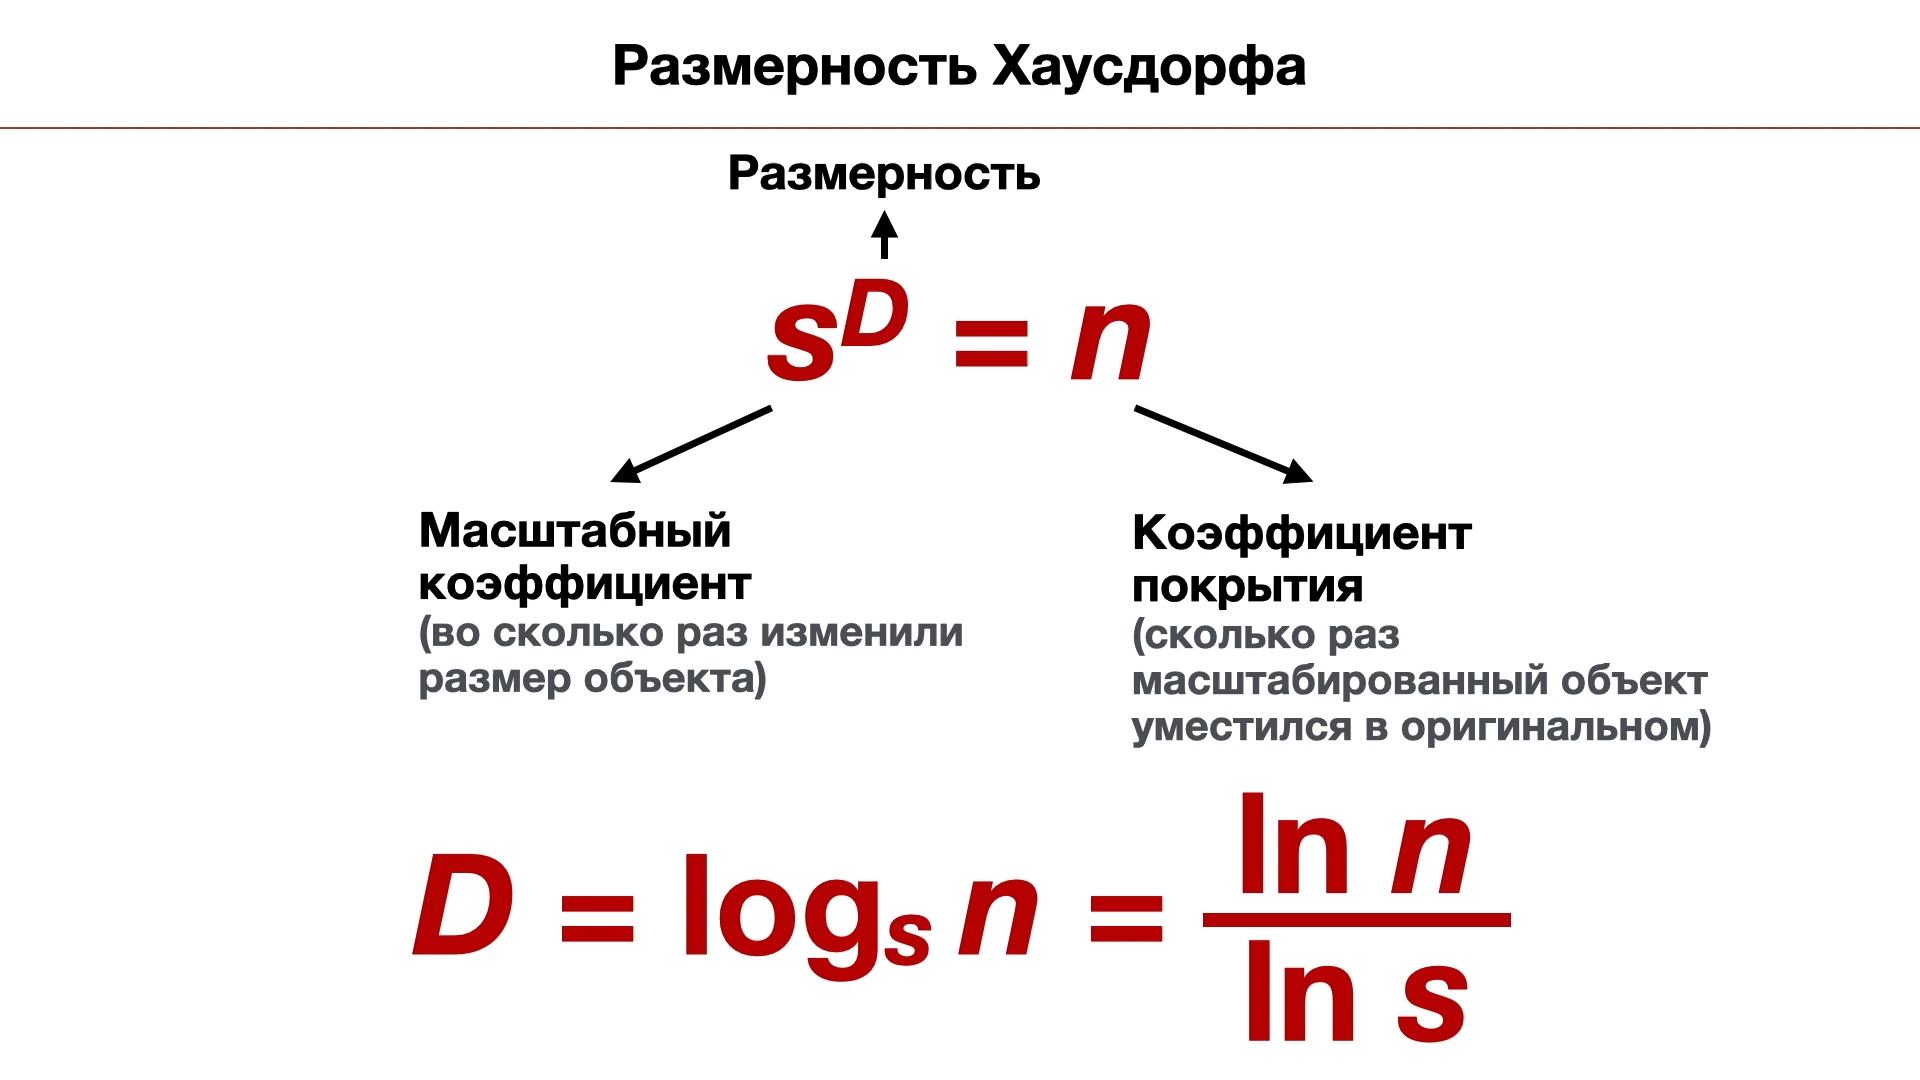 Размерность Хаусдорфа
Размерность
s^D = n
Масштабный
коэффициент
(во сколько раз изменили
размер объекта)
Коэффициент
покрытия
(сколько раз
масштабированный объект
уместился в оригинальном)
D = log_s n = ln n / ln s